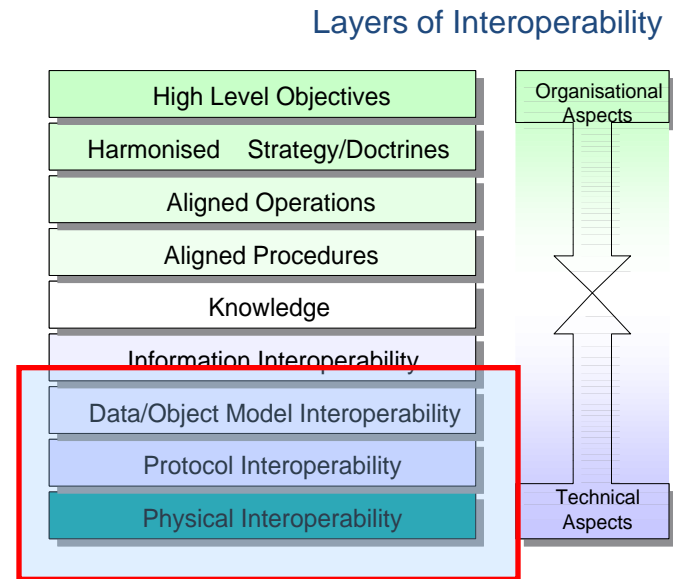 Layers of Interoperability
High Level Objectives
Harmonised Strategy/Doctrines
Aligned Operations
Aligned Procedures
Knowledge
Information Interoperability
Data/Object Model Interoperability
Protocol Interoperability
Physical Interoperability
Organisational
Aspects
Technical
Aspects